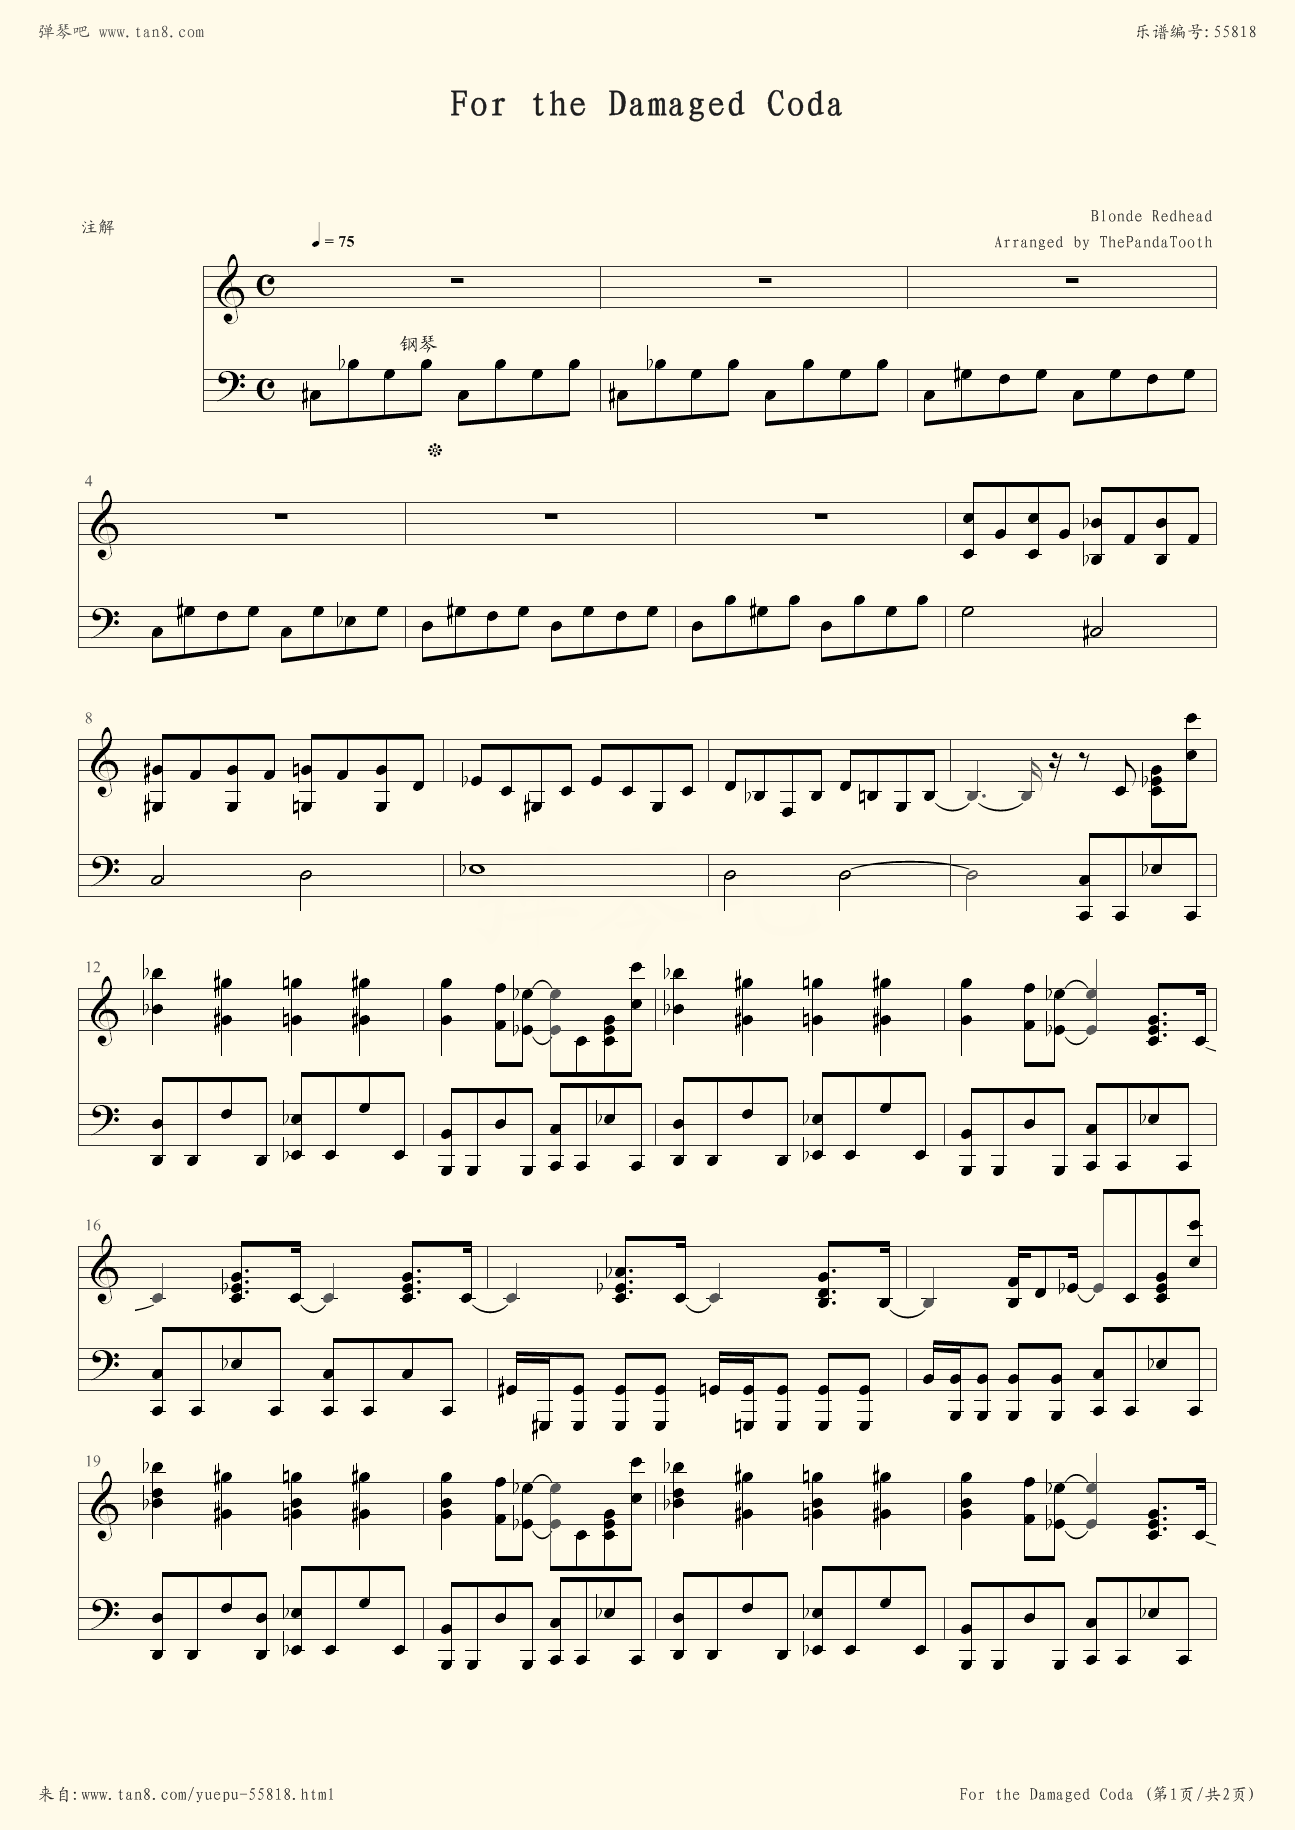 弹琴吧 www.tan8.com
乐谱编号:55818
For the Damaged Coda
注解
Blonde Redhead
= 75
Arranged by ThePandaTooth
钢琴
4
8
12
16
19
来自:www.tan8.com/yuepu-55818.html
For the Damaged Coda (第1页/共2页)